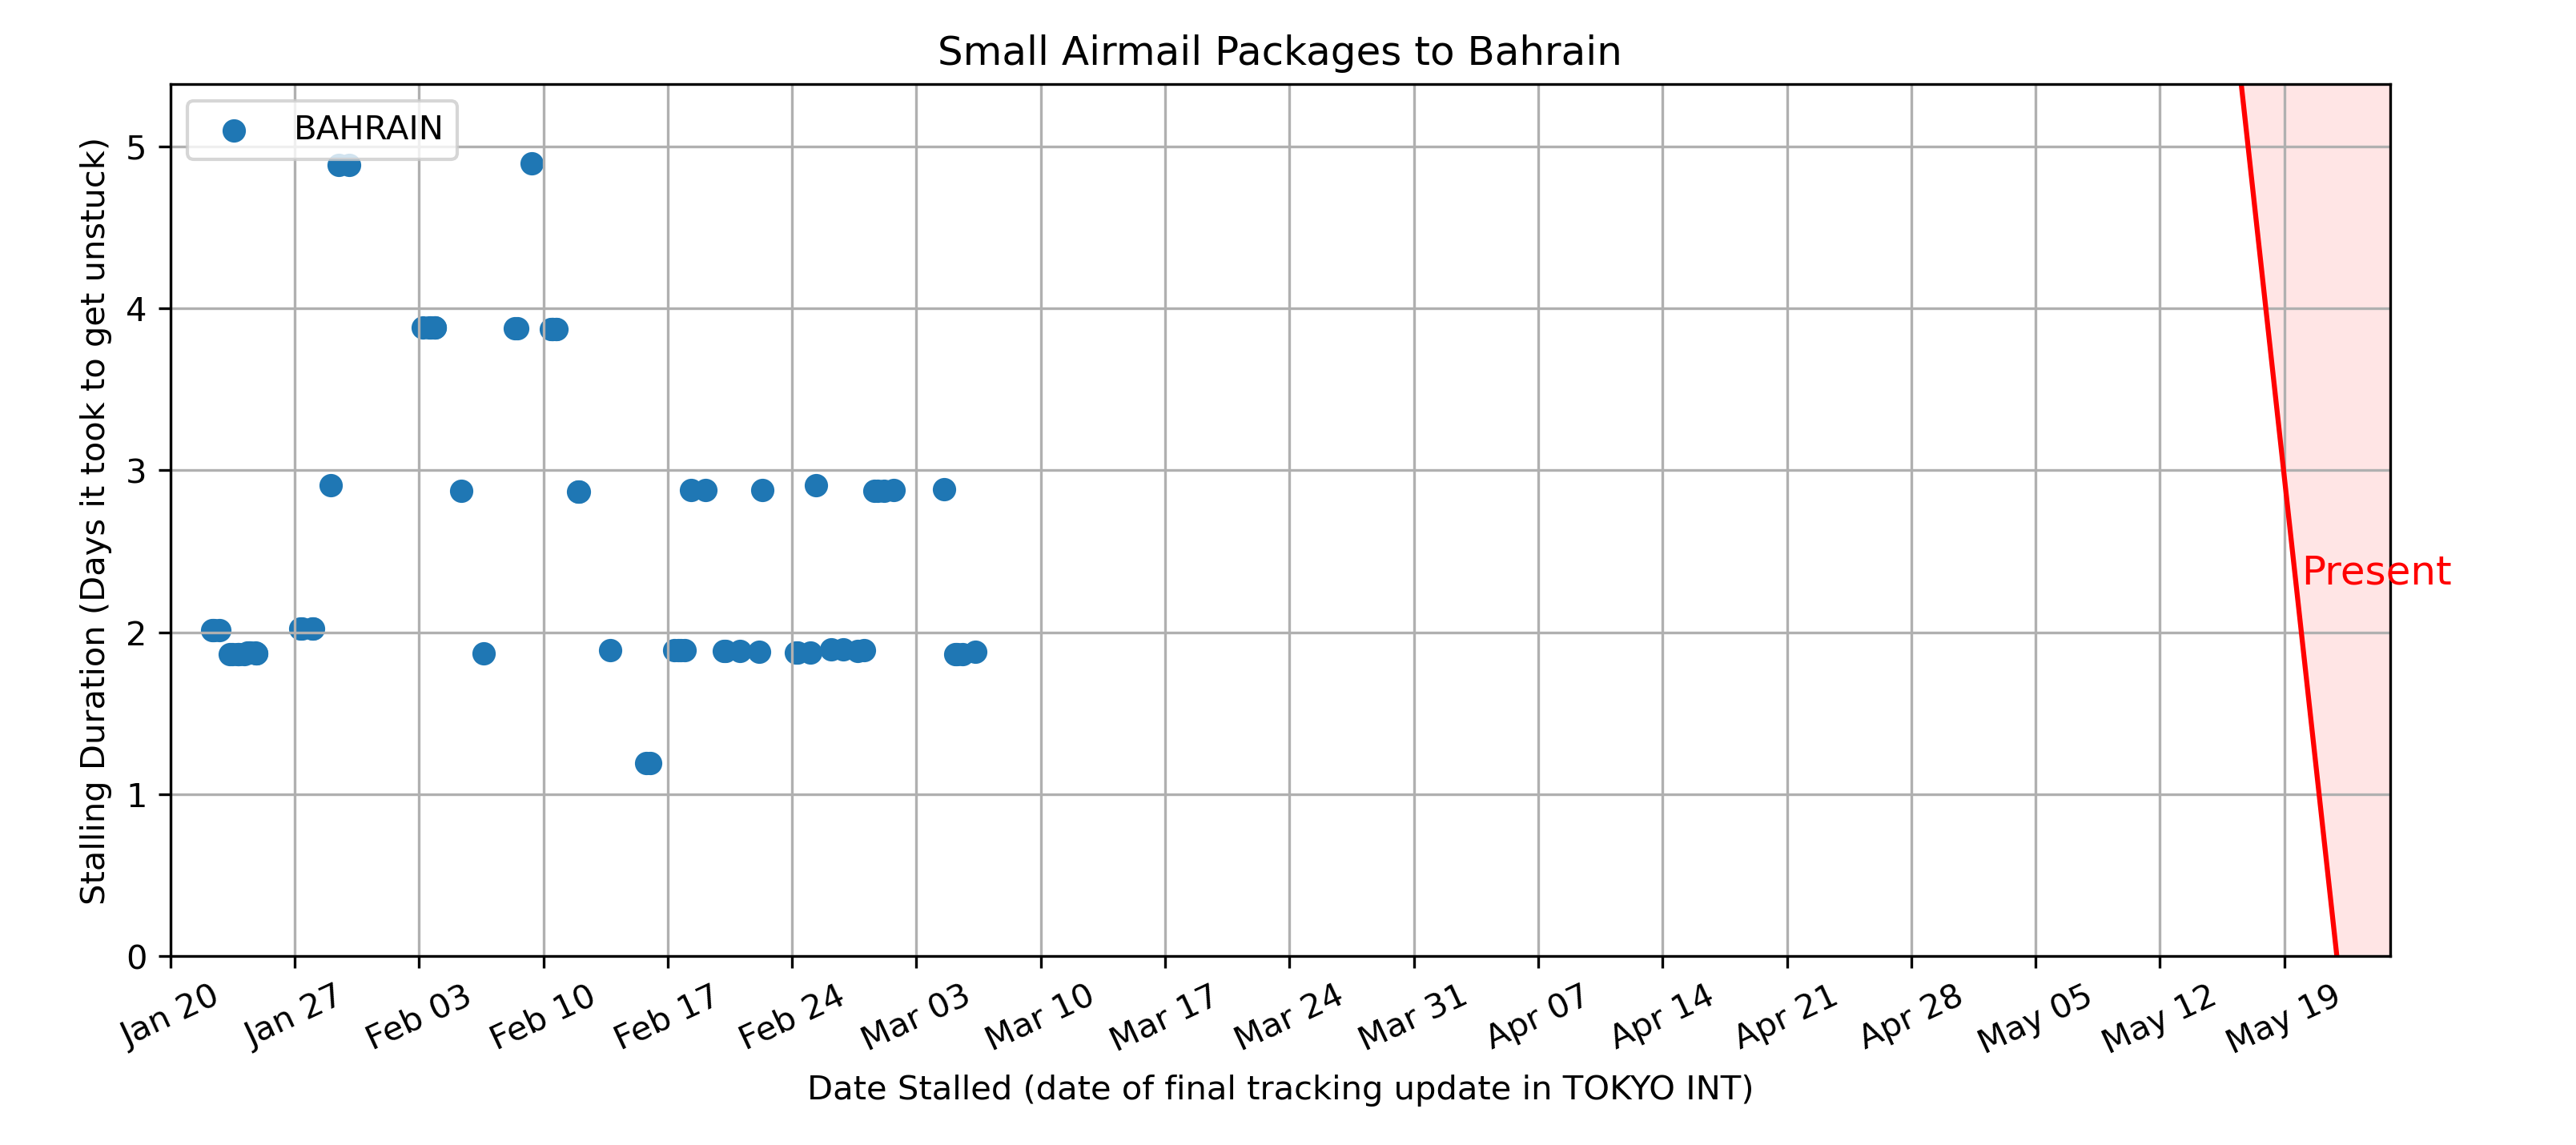 Small Airmail Packages to Bahrain
BAHRAIN
Stalling Duration (Days it took to get unstuck)
5
4
3
2
1
0
Present
Jan 20 Jan 27 Feb 03 Feb 10 Feb 17 Feb 24 Mar 03 Mar 10 Mar 17 Mar 24 Mar 31 Apr 07 Apr 14 Apr 21 Apr 28 May 05 May 12 May 19
Date Stalled (date of final tracking update in TOKYO INT)